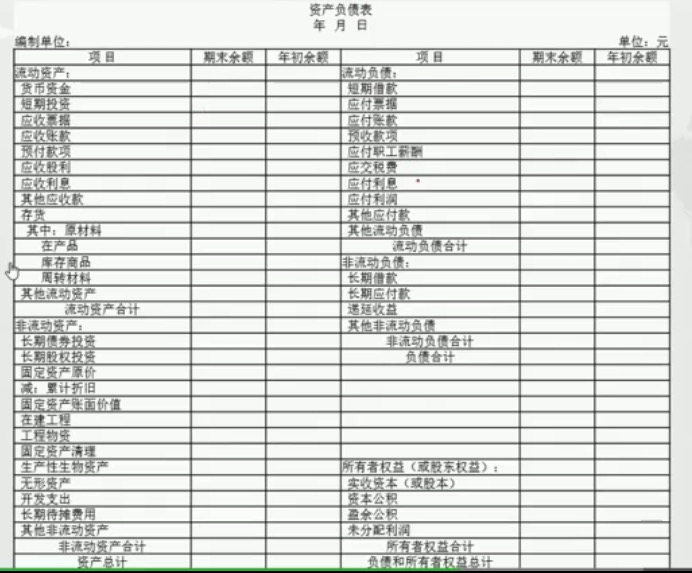 资产负债表
年 月 日
编制单位： 单位：元
项目 期末余额 年初余额 项目 期末余额 年初余额
流动资产： 流动负债：
货币资金 短期借款
短期投资 应付票据
应收票据 应付账款
应收账款 预收款项
预付款项 应付职工薪酬
应收股利 应交税费
应收利息 应付利息
其他应收款 应付利润
存货 其他应付款
其中：原材料 其他流动负债
在产品 流动负债合计
库存商品 非流动负债：
周转材料 长期借款
其他流动资产 长期应付款
流动资产合计 递延收益
非流动资产： 其他非流动负债
长期债券投资 非流动负债合计
长期股权投资 负债合计
固定资产原价
减：累计折旧
固定资产账面价值
在建工程
工程物资
固定资产清理
生产性生物资产 所有者权益（或股东权益）：
无形资产 实收资本（或股本）
开发支出 资本公积
长期待摊费用 盈余公积
其他非流动资产 未分配利润
非流动资产合计 所有者权益合计
资产总计 负债和所有者权益总计